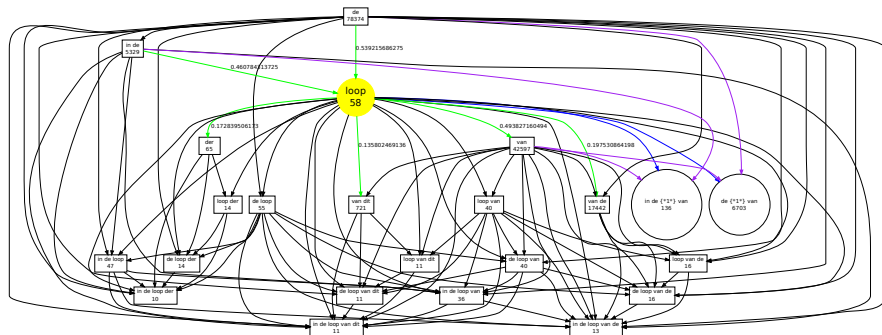 de
78374
in de
5329
0.539215686275
0.460784313725
loop
58
0.172839506173
0.135802469136
0.493827160494
0.197530864198
der
65
van
42597
loop der
14
de loop
55
van dit
721
loop van
40
van de
17442
in de {*1*} van
136
de {*1*} van
6703
in de loop
47
de loop der
14
loop van dit
11
de loop van
40
loop van de
16
in de loop der
10
de loop van dit
11
in de loop van
36
de loop van de
16
in de loop van dit
11
in de loop van de
13